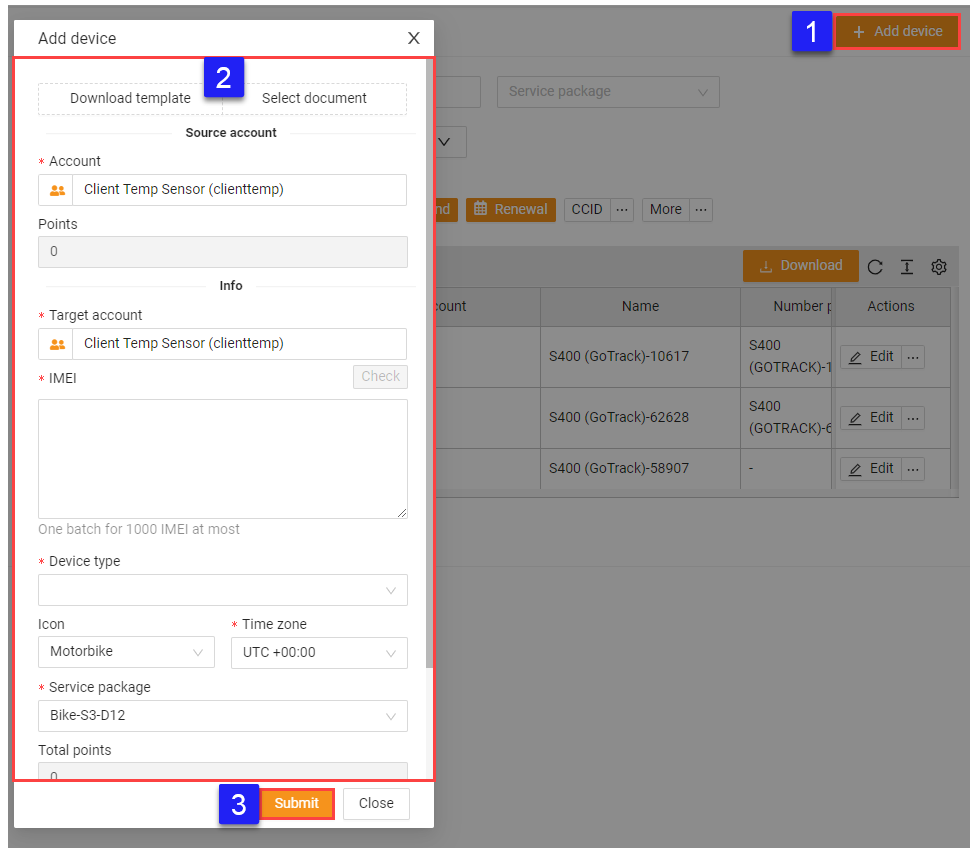 Add device
X
1
+ Add device
2
Download template
Select document
Service package
Source account
* Account
Client Temp Sensor (clienttemp)
Renewal
CCID
...
More
...
Points
0
Download
Info
Name
Actions
* Target account
Client Temp Sensor (clienttemp)
S400 (GoTrack)-10617
S400
(GOTRACK)-1
Edit
...
* IMEI
Check
S400 (GoTrack)-62628
S400
(GOTRACK)-6
Edit
...
S400 (GoTrack)-58907
-
Edit
...
One batch for 1000 IMEI at most
* Device type
Icon
* Time zone
Motorbike
UTC +00:00
* Service package
Bike-S3-D12
Total points
0
3
Submit
Close